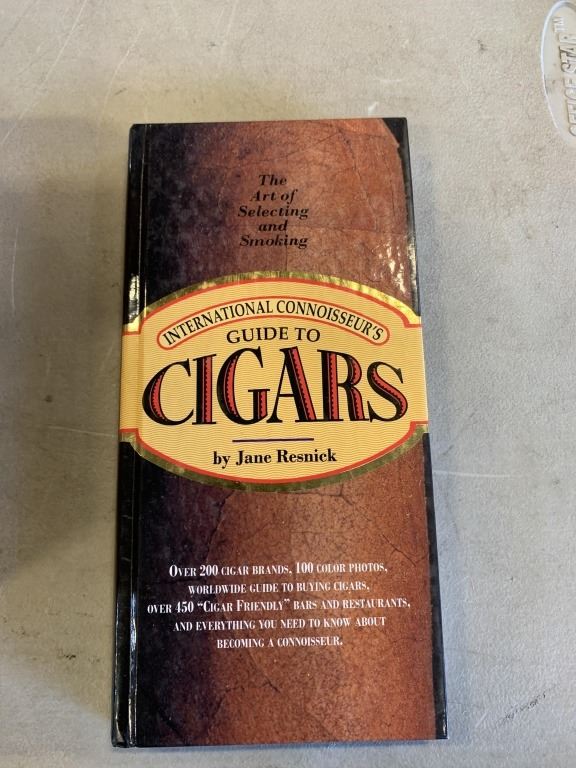 The
Art of
Selecting
and
Smoking
INTERNATIONAL CONNOISSEUR'S
GUIDE TO
CIGARS
by Jane Resnick
OVER 200 CIGAR BRANDS, 100 COLOR PHOTOS,
WORLDWIDE GUIDE TO BUYING CIGARS,
OVER 450 “CIGAR FRIENDLY” BARS AND RESTAURANTS,
AND EVERYTHING YOU NEED TO KNOW ABOUT
BECOMING A CONNOISSEUR.
OFFICE STAR™